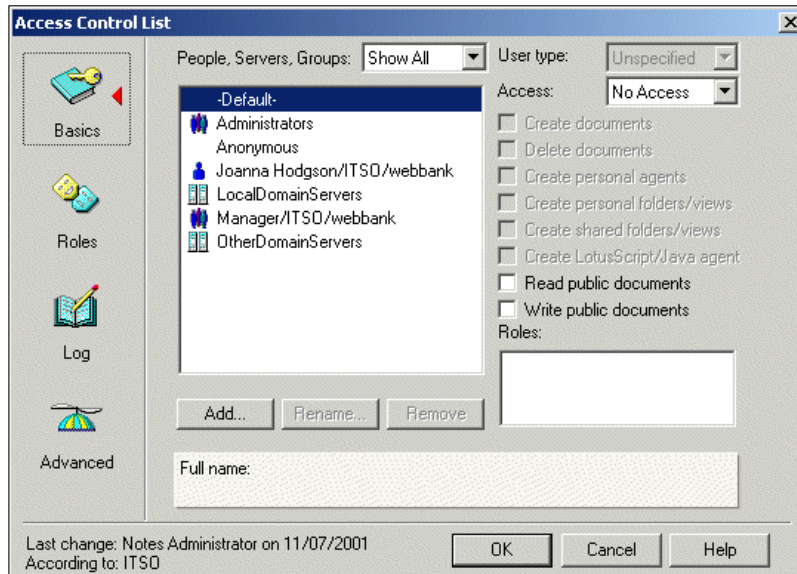 Access Control List
Basics
Roles
Log
Advanced
People, Servers, Groups: Show All
-Default-
Administrators
Anonymous
Joanna Hodgson/ITSO/webbank
LocalDomainServers
Manager/ITSO/webbank
OtherDomainServers
Add... Rename... Remove
User type: Unspecified
Access: No Access
Create documents
Delete documents
Create personal agents
Create personal folders/views
Create shared folders/views
Create LotusScript/Java agent
Read public documents
Write public documents
Roles:
Full name:
Last change: Notes Administrator on 11/07/2001
According to: ITSO
OK Cancel Help